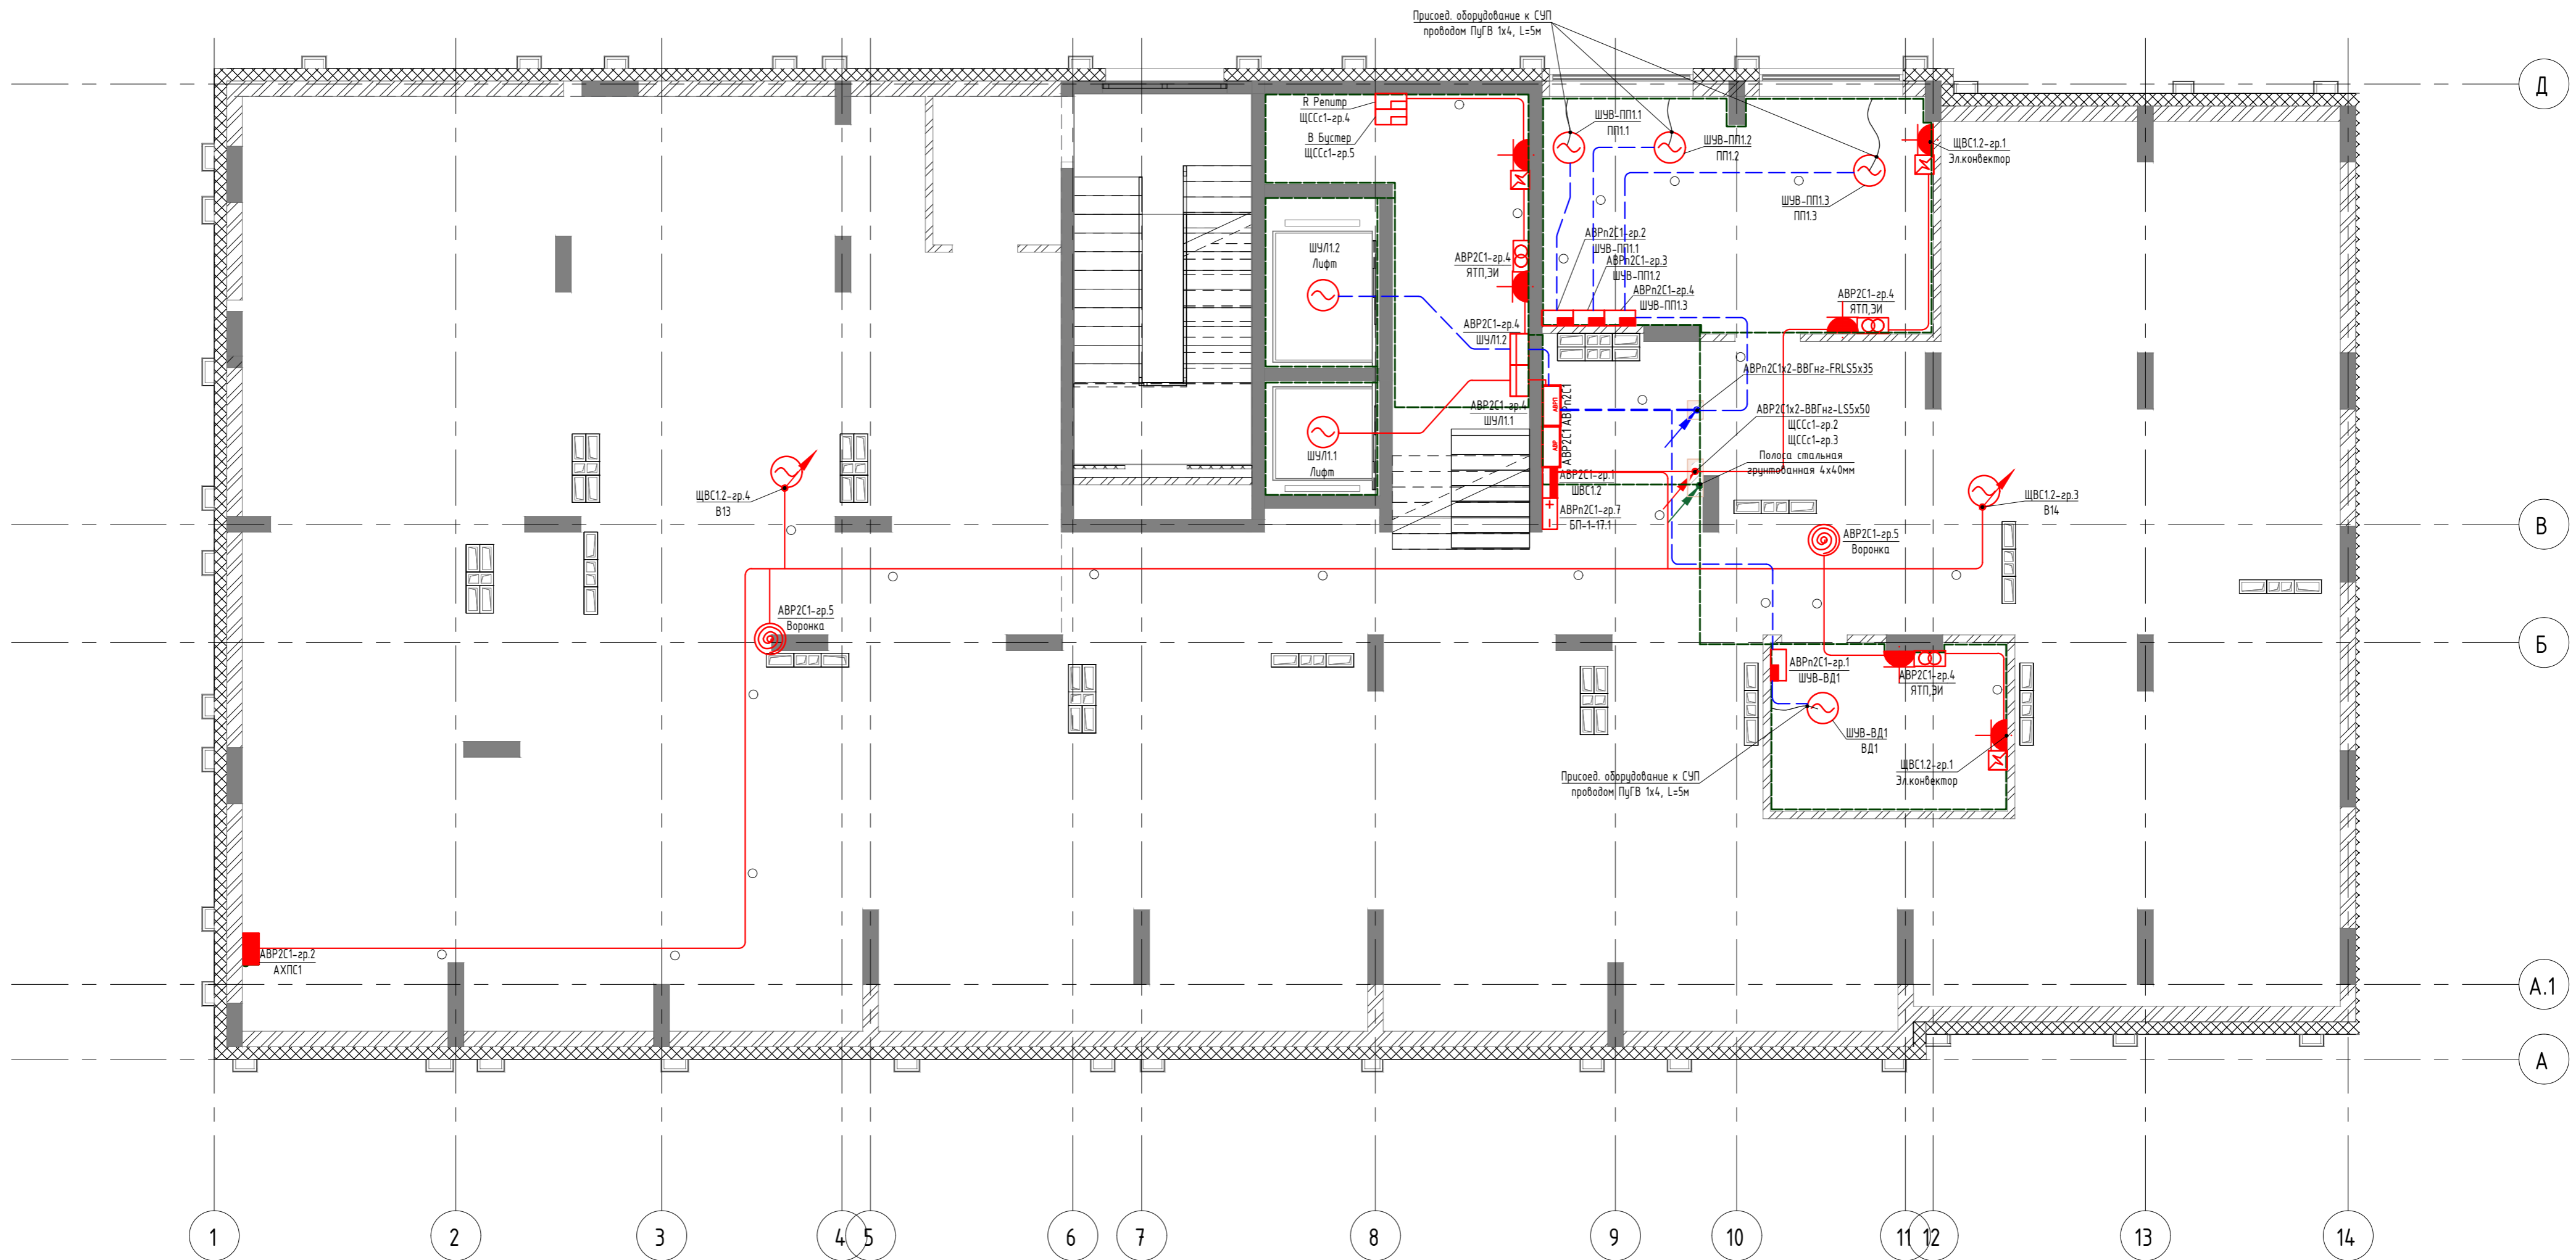 Присоед. оборудование к СУП
проводом ПуГВ 1х4, L=5м
Д
R Репитр
ЩССс1-гр.4
В Бустер
ЩССс1-гр.5
ШУВ-ПП1.1
ПП1.1
ШУВ-ПП1.2
ПП1.2
ШУВ-ПП1.3
ПП1.3
ЩВС1.2-гр.1
Эл.конвектор
ШУЛ1.2
Лифт
АВР2С1-гр.4
ЯТП,ЭИ
АВРп2С1-гр.2
ШУВ-ПП1.1
АВРп2С1-гр.3
ШУВ-ПП1.2
АВРп2С1-гр.4
ШУВ-ПП1.3
АВР2С1-гр.4
ЯТП,ЭИ
АВР2С1-гр.4
ШУЛ1.2
АВР2С1-гр.4
ШУЛ1.1
ШУЛ1.1
Лифт
АВРП
АВРп2С1
АВР
АВР2С1
АВРп2С1х2-ВВГнг-FRLS5х35
АВР2С1х2-ВВГнг-LS5х50
ЩССс1-гр.2
ЩССс1-гр.3
Полоса стальная
грунтованная 4х40мм
АВР2С1-гр.1
ШВС1.2
АВРп2С1-гр.7
БП-1-17.1
ЩВС1.2-гр.4
В13
ЩВС1.2-гр.3
В14
В
АВР2С1-гр.5
Воронка
АВР2С1-гр.5
Воронка
Б
АВРп2С1-гр.1
ШУВ-ВД1
АВР2С1-гр.4
ЯТП,ЭИ
ШУВ-ВД1
ВД1
Присоед. оборудование к СУП
проводом ПуГВ 1х4, L=5м
ЩВС1.2-гр.1
Эл.конвектор
АВР2С1-гр.2
АХПС1
А.1
А
1 2 3 4 5 6 7 8 9 10 11 12 13 14